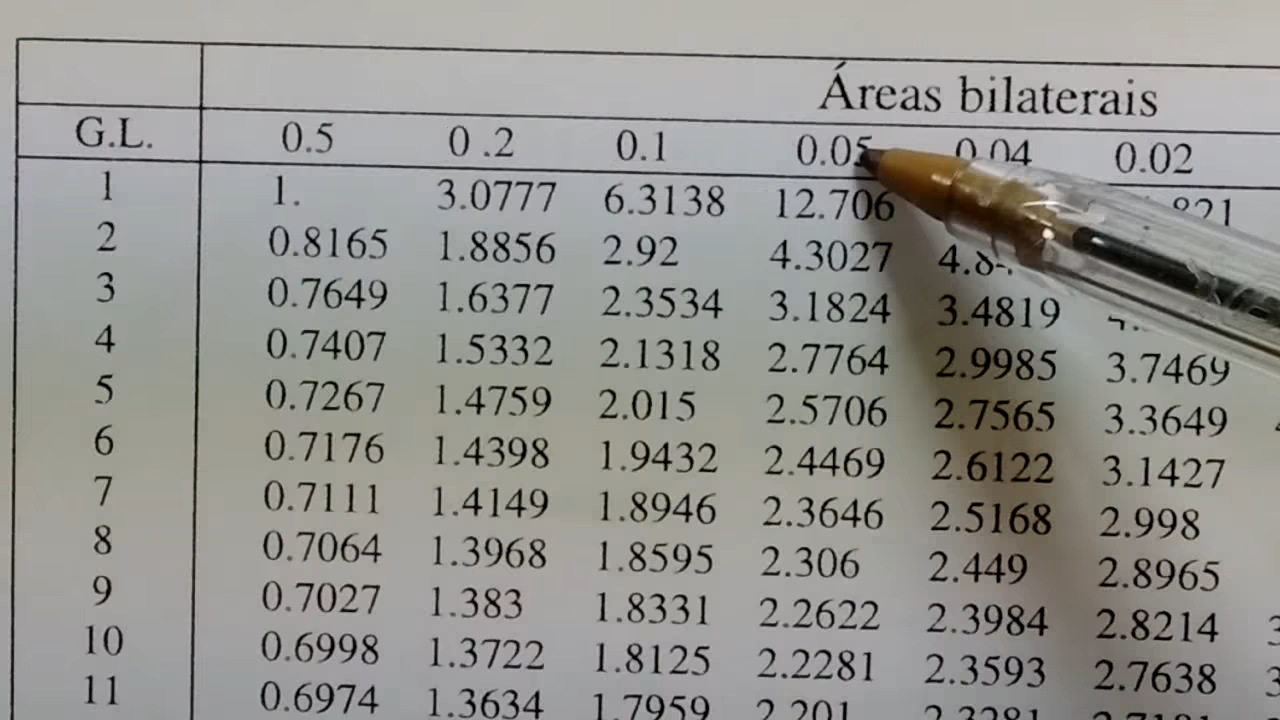 Áreas bilaterais
G.L. 0.5 0 .2 0.1 0.05 0.04 0.02
1 1. 3.0777 6.3138 12.706
2 0.8165 1.8856 2.92 4.3027
3 0.7649 1.6377 2.3534 3.1824 3.4819
4 0.7407 1.5332 2.1318 2.7764 2.9985 3.7469
5 0.7267 1.4759 2.015 2.5706 2.7565 3.3649
6 0.7176 1.4398 1.9432 2.4469 2.6122 3.1427
7 0.7111 1.4149 1.8946 2.3646 2.5168 2.998
8 0.7064 1.3968 1.8595 2.306 2.449 2.8965
9 0.7027 1.383 1.8331 2.2622 2.3984 2.8214
10 0.6998 1.3722 1.8125 2.2281 2.3593 2.7638
11 0.6974 1.3634 1.7959 2.201